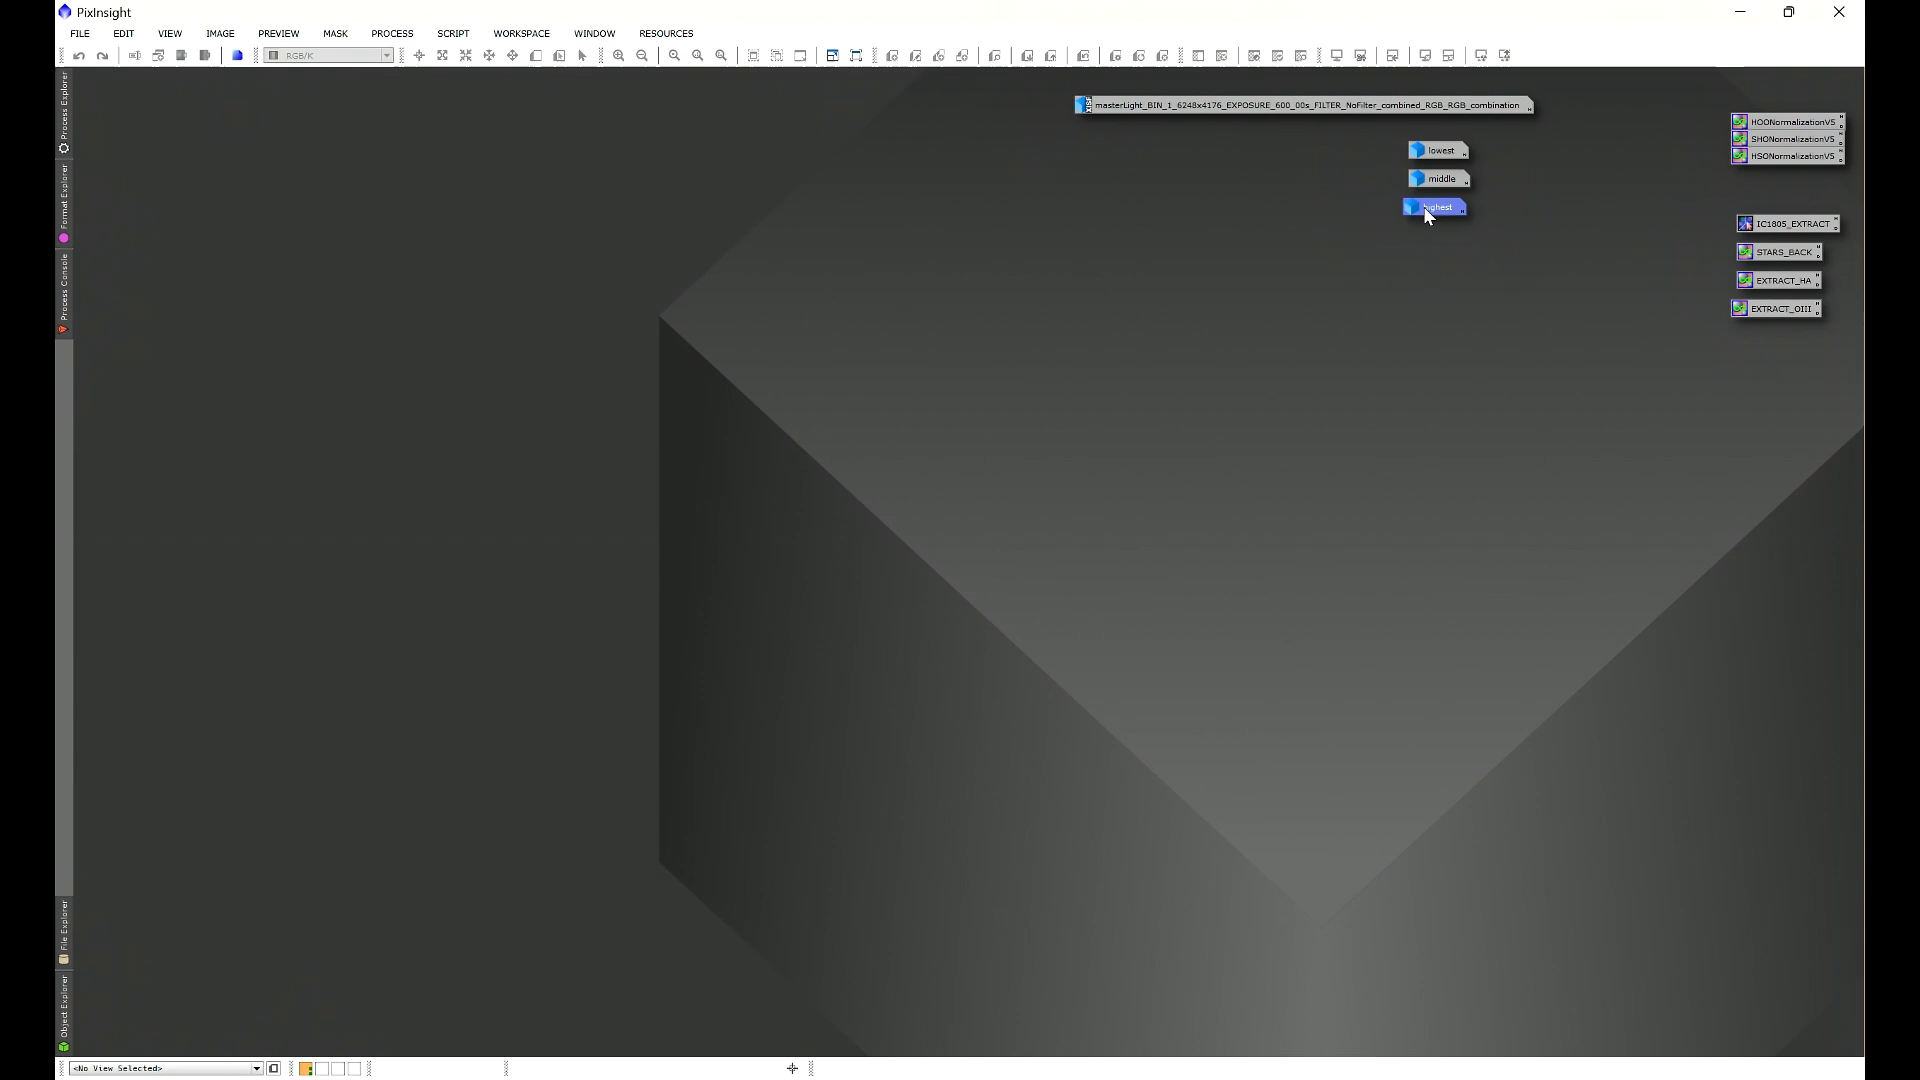 PixInsight
FILE EDIT VIEW IMAGE PREVIEW MASK PROCESS SCRIPT WORKSPACE WINDOW RESOURCES
RGB/K
Process Explorer
Format Explorer
Process Console
File Explorer
Object Explorer
masterLight_BIN_1_6248x4176_EXPOSURE_600_00s_FILTER_NoFilter_combined_RGB_RGB_combination
lowest
middle
highest
HOONormalizationV5
SHONormalizationV5
HSONormalizationV5
IC1805_EXTRACT
STARS_BACK
EXTRACT_HA
EXTRACT_OIII
<No View Selected>